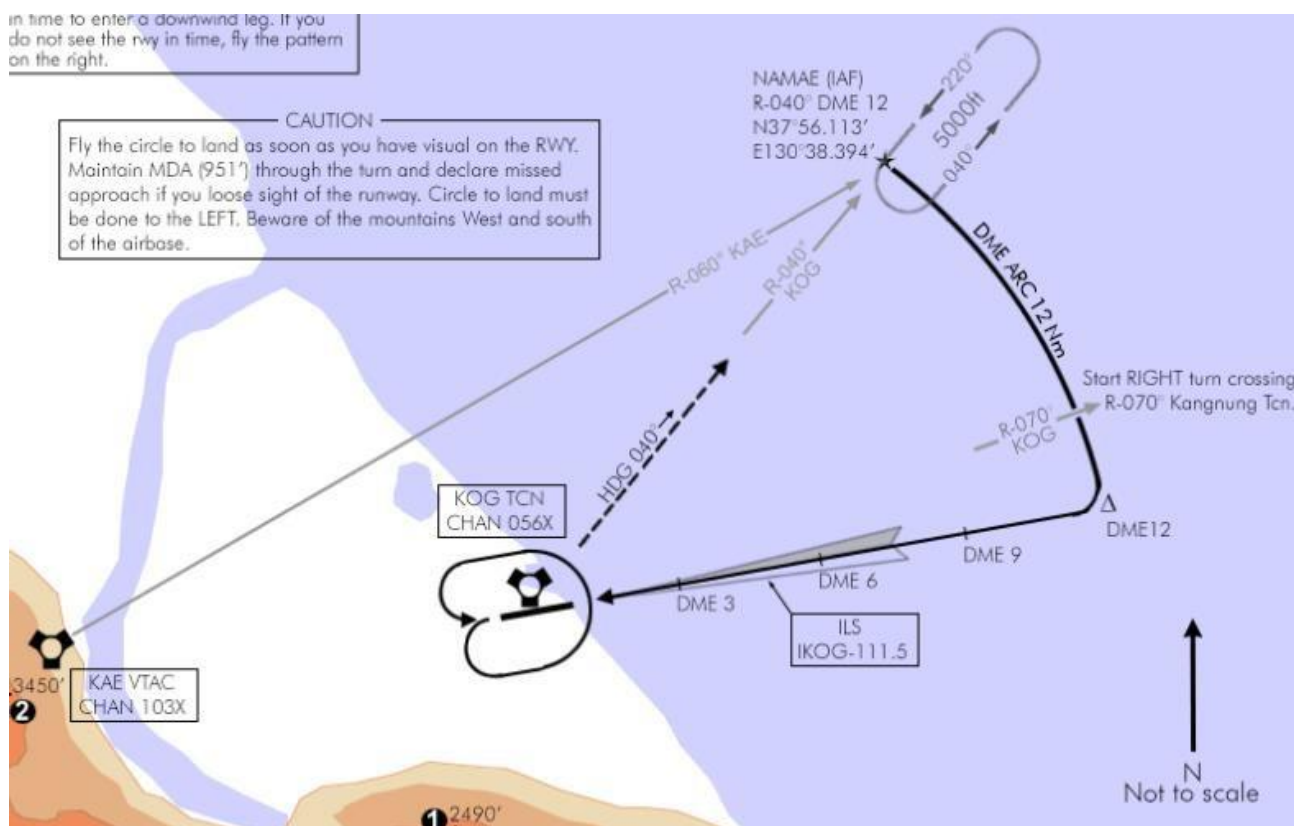 in time to enter a downwind leg. If you
do not see the rwy in time, fly the pattern
on the right.
CAUTION
Fly the circle to land as soon as you have visual on the RWY.
Maintain MDA (951') through the turn and declare missed
approach if you loose sight of the runway. Circle to land must
be done to the LEFT. Beware of the mountains West and south
of the airbase.
NAMAE (IAF)
R-040° DME 12
N37°56.113'
E130°38.394'
220°
5000ft
040°
DME ARC 12 Nm
R-060° KAE
R-040°
KOG
HDG 040°
Start RIGHT turn crossing
R-070° Kangnung Tcn.
R-070°
KOG
KOG TCN
CHAN 056X
DME12
DME 9
DME 6
DME 3
ILS
IKOG-111.5
3450'
2
KAE VTAC
CHAN 103X
1
2490'
N
Not to scale